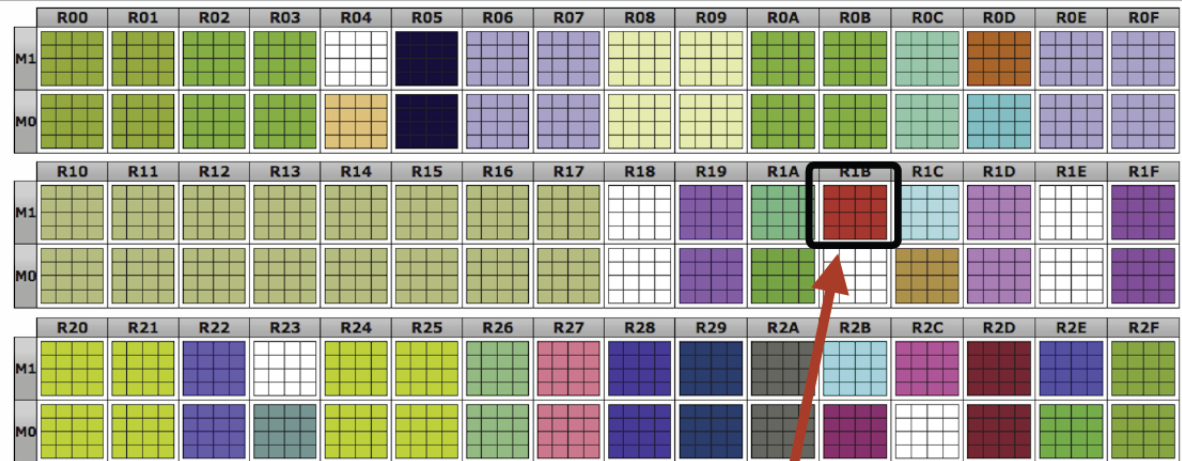 R00 R01 R02 R03 R04 R05 R06 R07 R08 R09 R0A R0B R0C R0D R0E R0F
M1
M0
R10 R11 R12 R13 R14 R15 R16 R17 R18 R19 R1A R1B R1C R1D R1E R1F
M1
M0
R20 R21 R22 R23 R24 R25 R26 R27 R28 R29 R2A R2B R2C R2D R2E R2F
M1
M0